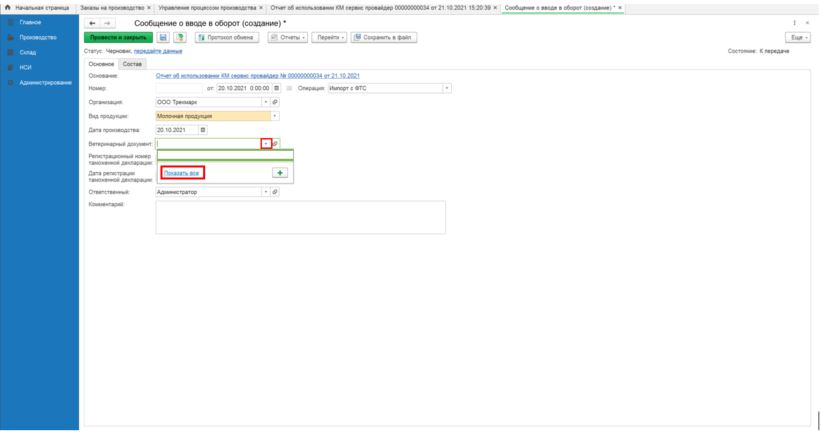 Начальная страница
Заказы на производство ×
Управление процессом производства ×
Отчет об использовании КМ сервис провайдер 00000000034 от 21.10.2021 15:20:39 ×
Сообщение о вводе в оборот (создание) * ×
Главное
Производство
Склад
НСИ
Администрирование
Сообщение о вводе в оборот (создание) *
Провести и закрыть
Протокол обмена
Отчеты
Перейти
Сохранить в файл
Еще
Статус: Черновик, передайте данные
Состояние: К передаче
Основное
Состав
Основание: Отчет об использовании КМ сервис провайдер № 00000000034 от 21.10.2021
Номер: от: 20.10.2021 0:00:00 Операция: Импорт с ФТС
Организация: ООО Трекмарк
Вид продукции: Молочная продукция
Дата производства: 20.10.2021
Ветеринарный документ:
Регистрационный номер
таможенной декларации:
Дата регистрации
таможенной декларации:
Показать все
Ответственный: Администратор
Комментарий: